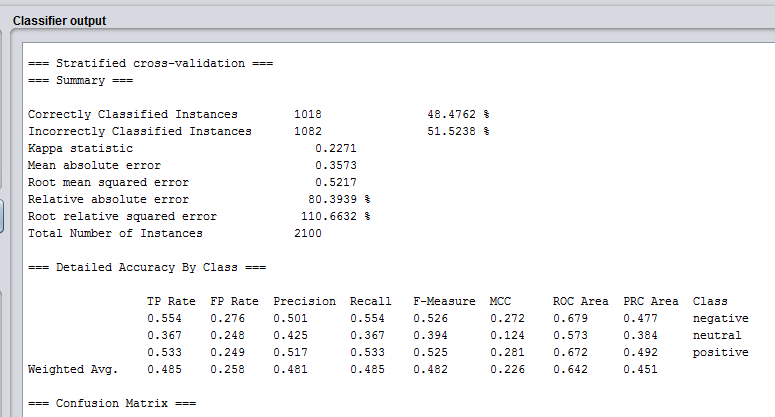 Classifier output
=== Stratified cross-validation ===
=== Summary ===
Correctly Classified Instances 1018 48.4762 %
Incorrectly Classified Instances 1082 51.5238 %
Kappa statistic 0.2271
Mean absolute error 0.3573
Root mean squared error 0.5217
Relative absolute error 80.3939 %
Root relative squared error 110.6632 %
Total Number of Instances 2100
=== Detailed Accuracy By Class ===
TP Rate FP Rate Precision Recall F-Measure MCC ROC Area PRC Area Class
0.554 0.276 0.501 0.554 0.526 0.272 0.679 0.477 negative
0.367 0.248 0.425 0.367 0.394 0.124 0.573 0.384 neutral
0.533 0.249 0.517 0.533 0.525 0.281 0.672 0.492 positive
Weighted Avg. 0.485 0.258 0.481 0.485 0.482 0.226 0.642 0.451
=== Confusion Matrix ===